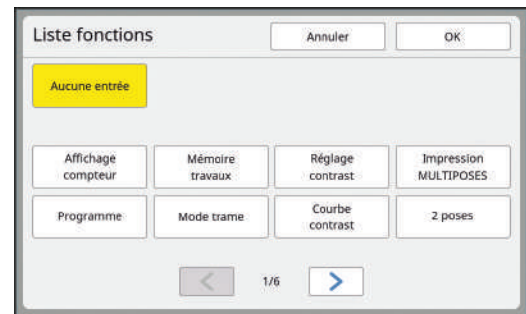 Liste fonctions
Annuler
OK
Aucune entrée
Affichage
compteur
Mémoire
travaux
Réglage
contrast
Impression
MULTIPOSES
Programme
Mode trame
Courbe
contrast
2 poses
1/6